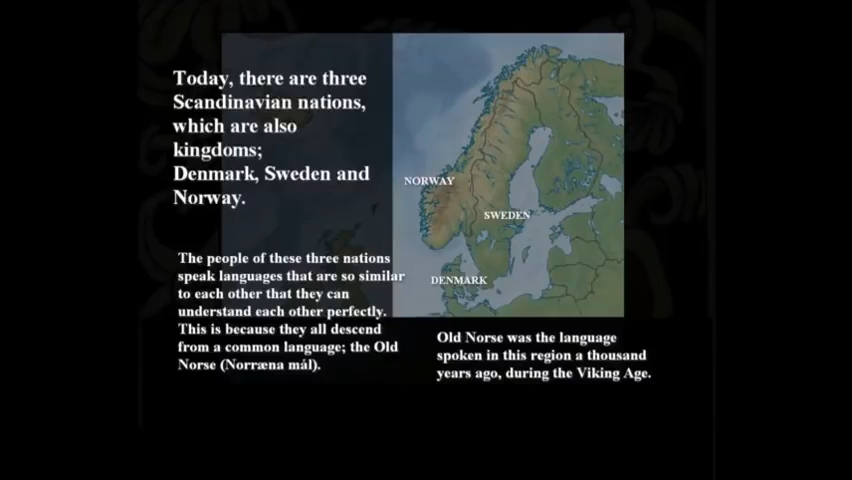 Today, there are three
Scandinavian nations,
which are also
kingdoms;
Denmark, Sweden and
Norway.
The people of these three nations
speak languages that are so similar
to each other that they can
understand each other perfectly.
This is because they all descend
from a common language; the Old
Norse (Norræna mál).
NORWAY
SWEDEN
DENMARK
Old Norse was the language
spoken in this region a thousand
years ago, during the Viking Age.